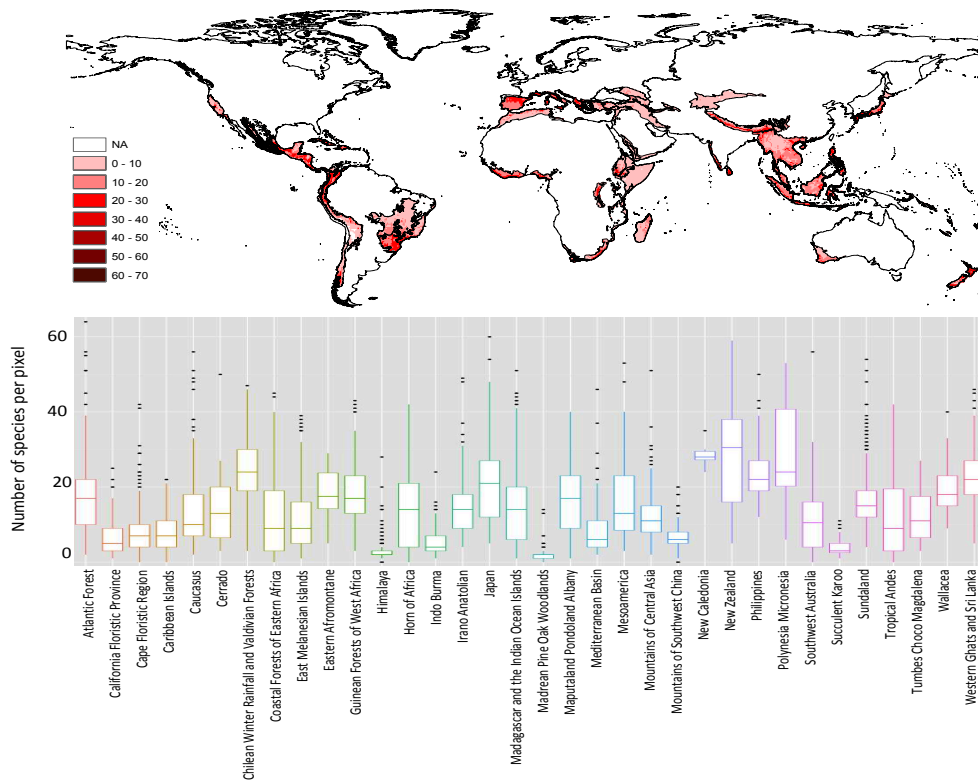 NA
0 - 10
10 - 20
20 - 30
30 - 40
40 - 50
50 - 60
60 - 70
Number of species per pixel
60
40
20
0
Atlantic Forest
California Floristic Province
Cape Floristic Region
Caribbean Islands
Caucasus
Cerrado
Chilean Winter Rainfall and Valdivian Forests
Coastal Forests of Eastern Africa
East Melanesian Islands
Eastern Afromontane
Guinean Forests of West Africa
Himalaya
Horn of Africa
Indo Burma
Irano Anatolian
Japan
Madagascar and the Indian Ocean Islands
Madrean Pine Oak Woodlands
Maputaland Pondoland Albany
Mediterranean Basin
Mesoamerica
Mountains of Central Asia
Mountains of Southwest China
New Caledonia
New Zealand
Philippines
Polynesia Micronesia
Southwest Australia
Succulent Karoo
Sundaland
Tropical Andes
Tumbes Choco Magdalena
Wallacea
Western Ghats and Sri Lanka